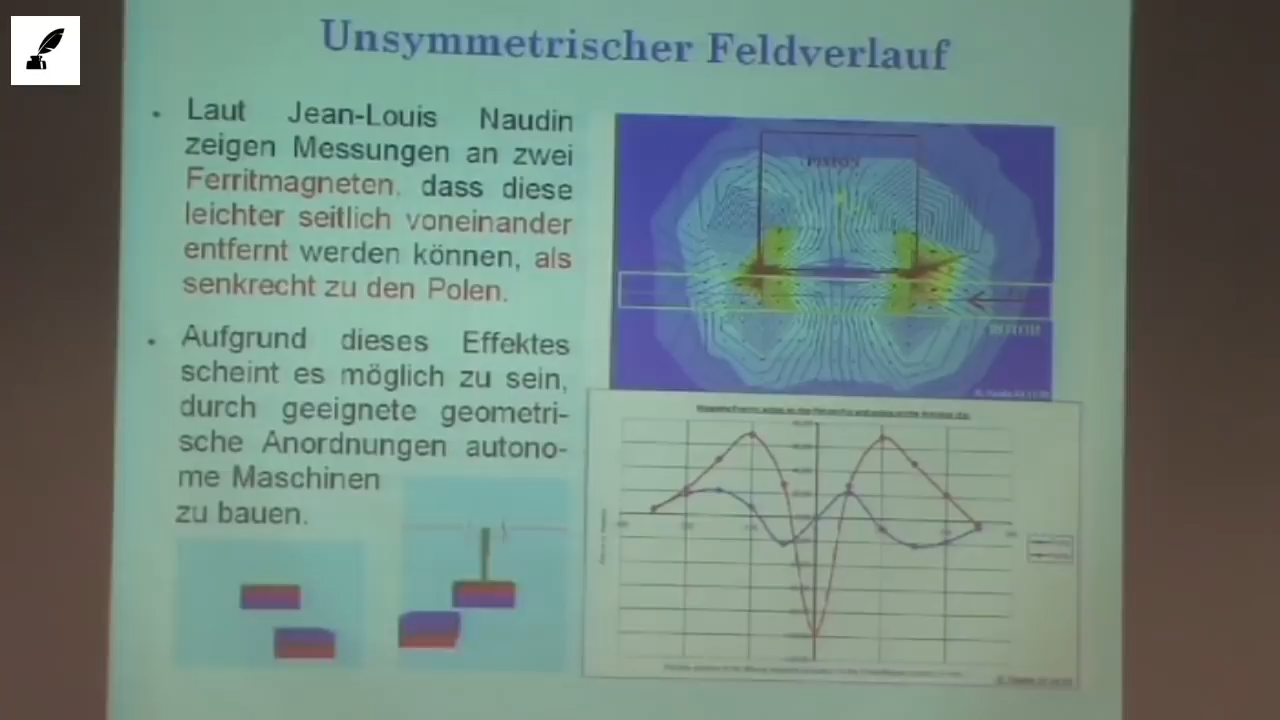 Unsymmetrischer Feldverlauf
• Laut Jean-Louis Naudin
zeigen Messungen an zwei
Ferritmagneten, dass diese
leichter seitlich voneinander
entfernt werden können, als
senkrecht zu den Polen.
• Aufgrund dieses Effektes
scheint es möglich zu sein,
durch geeignete geometri-
sche Anordnungen autono-
me Maschinen
zu bauen.
PISTON